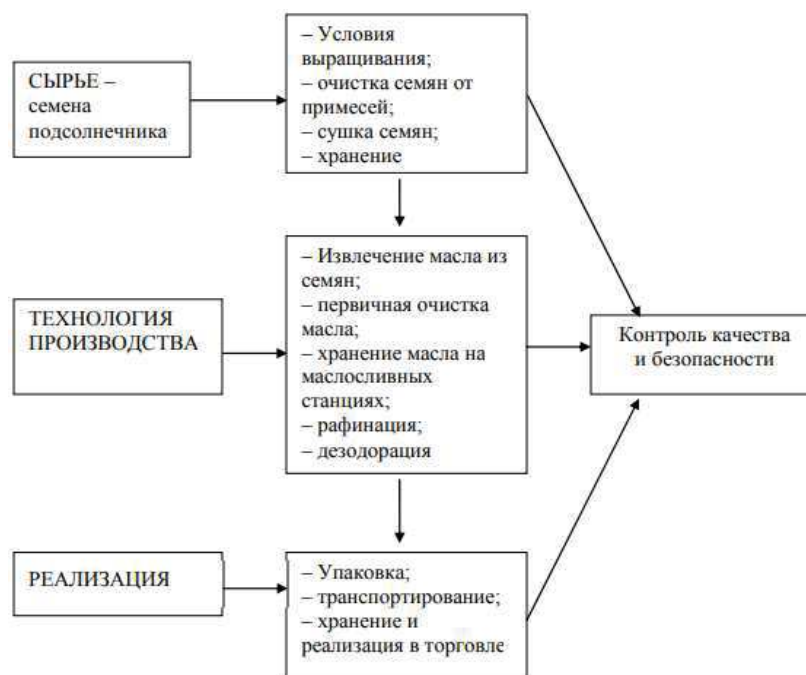 СЫРЬЕ –
семена
подсолнечника
– Условия
выращивания;
– очистка семян от
примесей;
– сушка семян;
– хранение
ТЕХНОЛОГИЯ
ПРОИЗВОДСТВА
– Извлечение масла из
семян;
– первичная очистка
масла;
– хранение масла на
маслосливных
станциях;
– рафинация;
– дезодорация
Контроль качества
и безопасности
РЕАЛИЗАЦИЯ
– Упаковка;
– транспортирование;
– хранение и
реализация в торговле